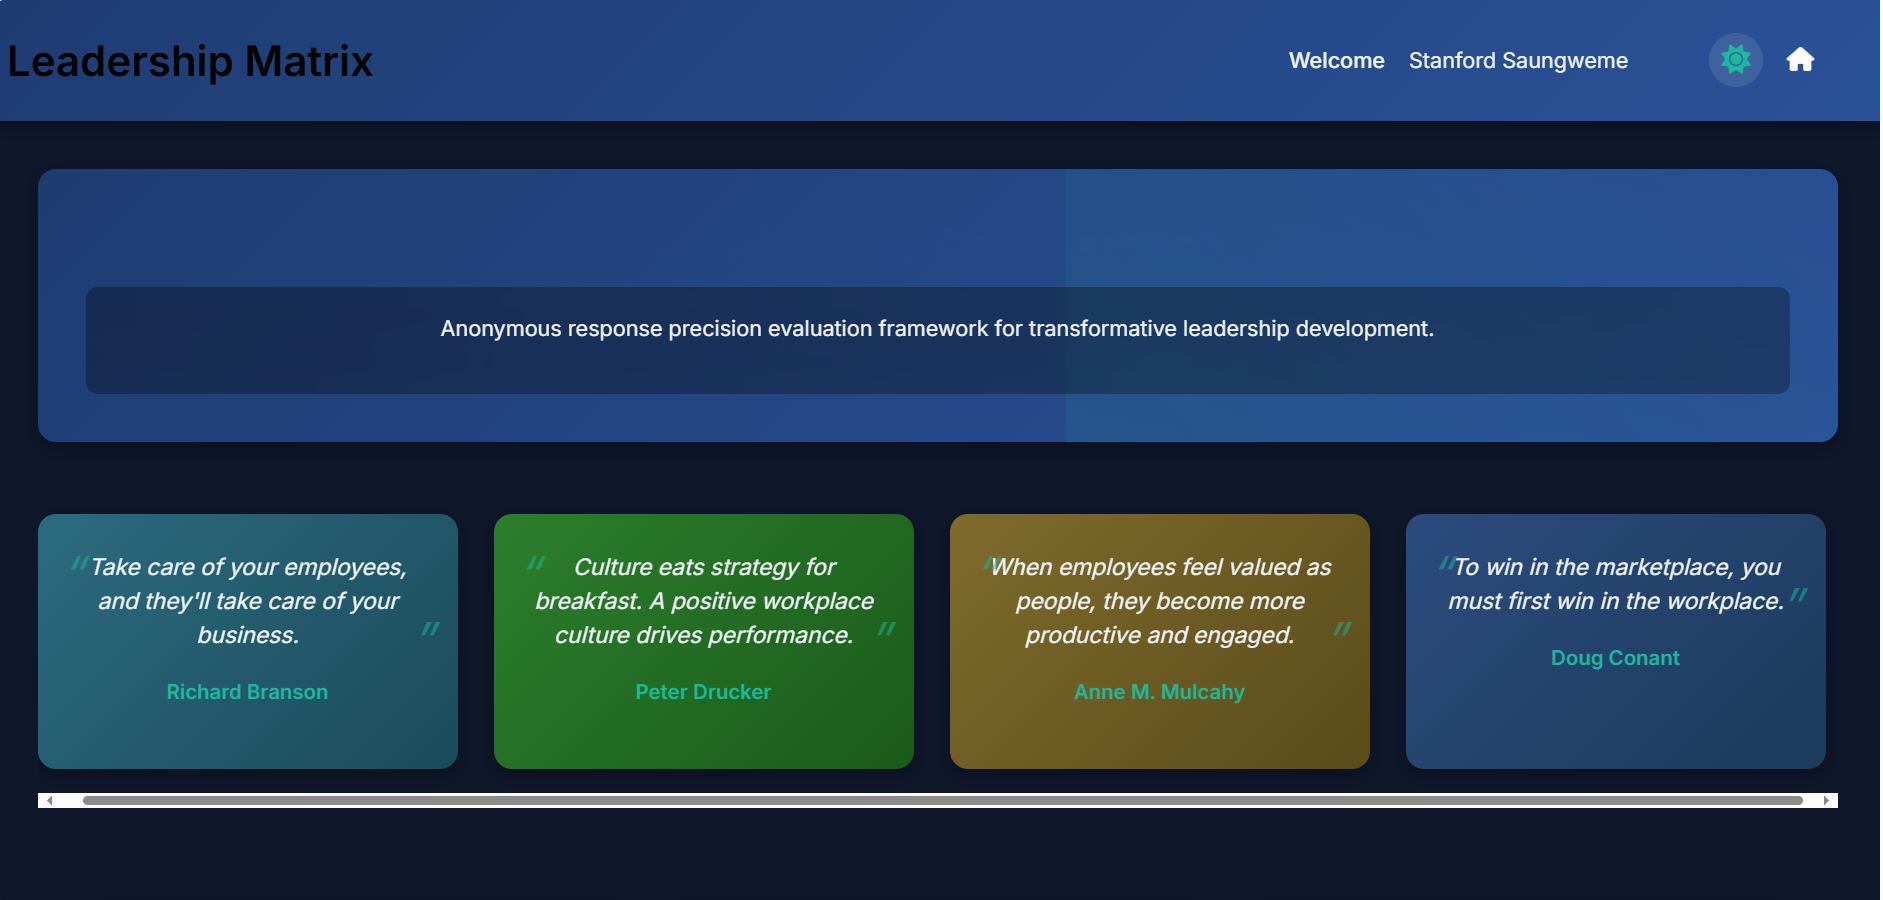 Leadership Matrix
Welcome Stanford Saungweme
Anonymous response precision evaluation framework for transformative leadership development.
"Take care of your employees,
and they'll take care of your
business."
Richard Branson
"Culture eats strategy for
breakfast. A positive workplace
culture drives performance."
Peter Drucker
"When employees feel valued as
people, they become more
productive and engaged."
Anne M. Mulcahy
"To win in the marketplace, you
must first win in the workplace."
Doug Conant